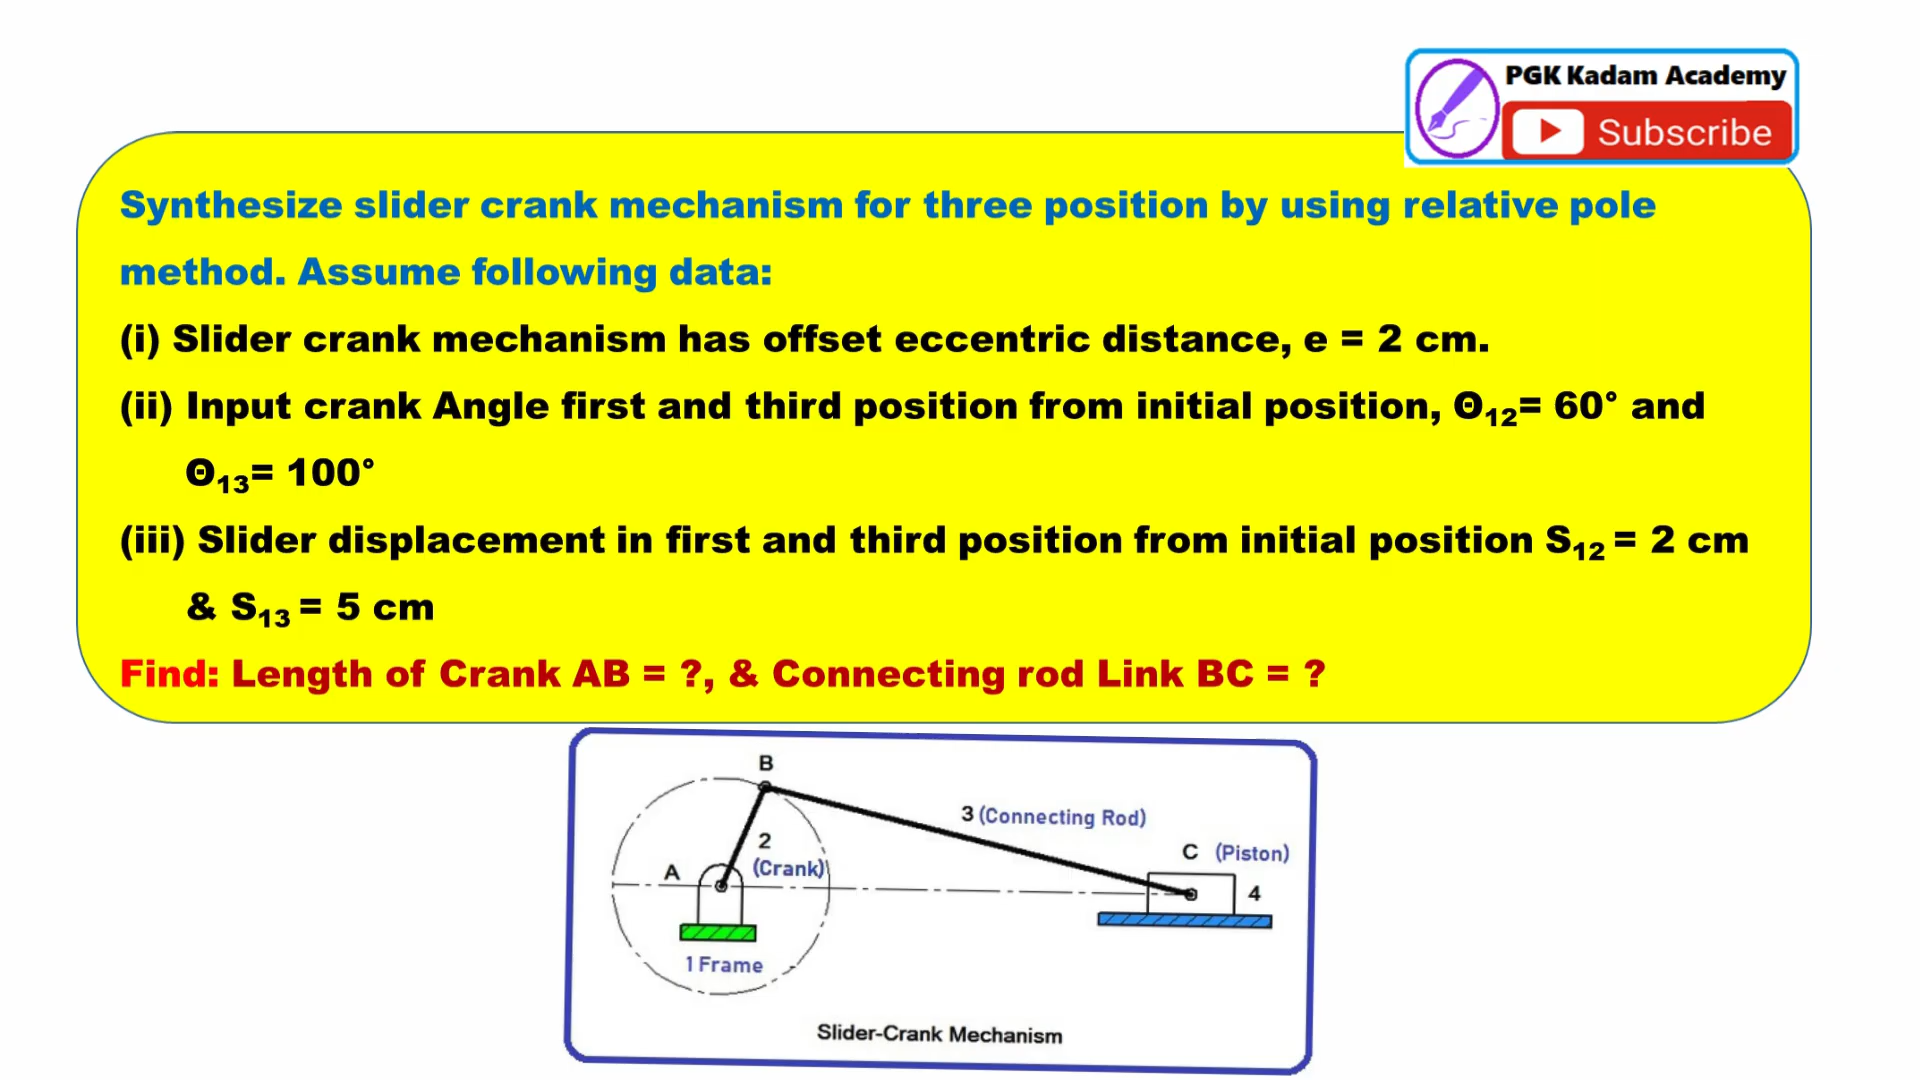 PGK Kadam Academy
Subscribe
Synthesize slider crank mechanism for three position by using relative pole
method. Assume following data:
(i) Slider crank mechanism has offset eccentric distance, e = 2 cm.
(ii) Input crank Angle first and third position from initial position, Θ₁₂= 60° and
Θ₁₃= 100°
(iii) Slider displacement in first and third position from initial position S₁₂ = 2 cm
& S₁₃ = 5 cm
Find: Length of Crank AB = ?, & Connecting rod Link BC = ?
B
3 (Connecting Rod)
2
(Crank)
A
C (Piston)
4
1 Frame
Slider-Crank Mechanism